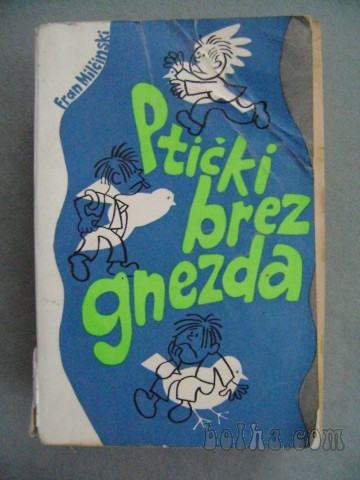 Fran Milčinski
Ptički
brez
gnezda
bolha.com